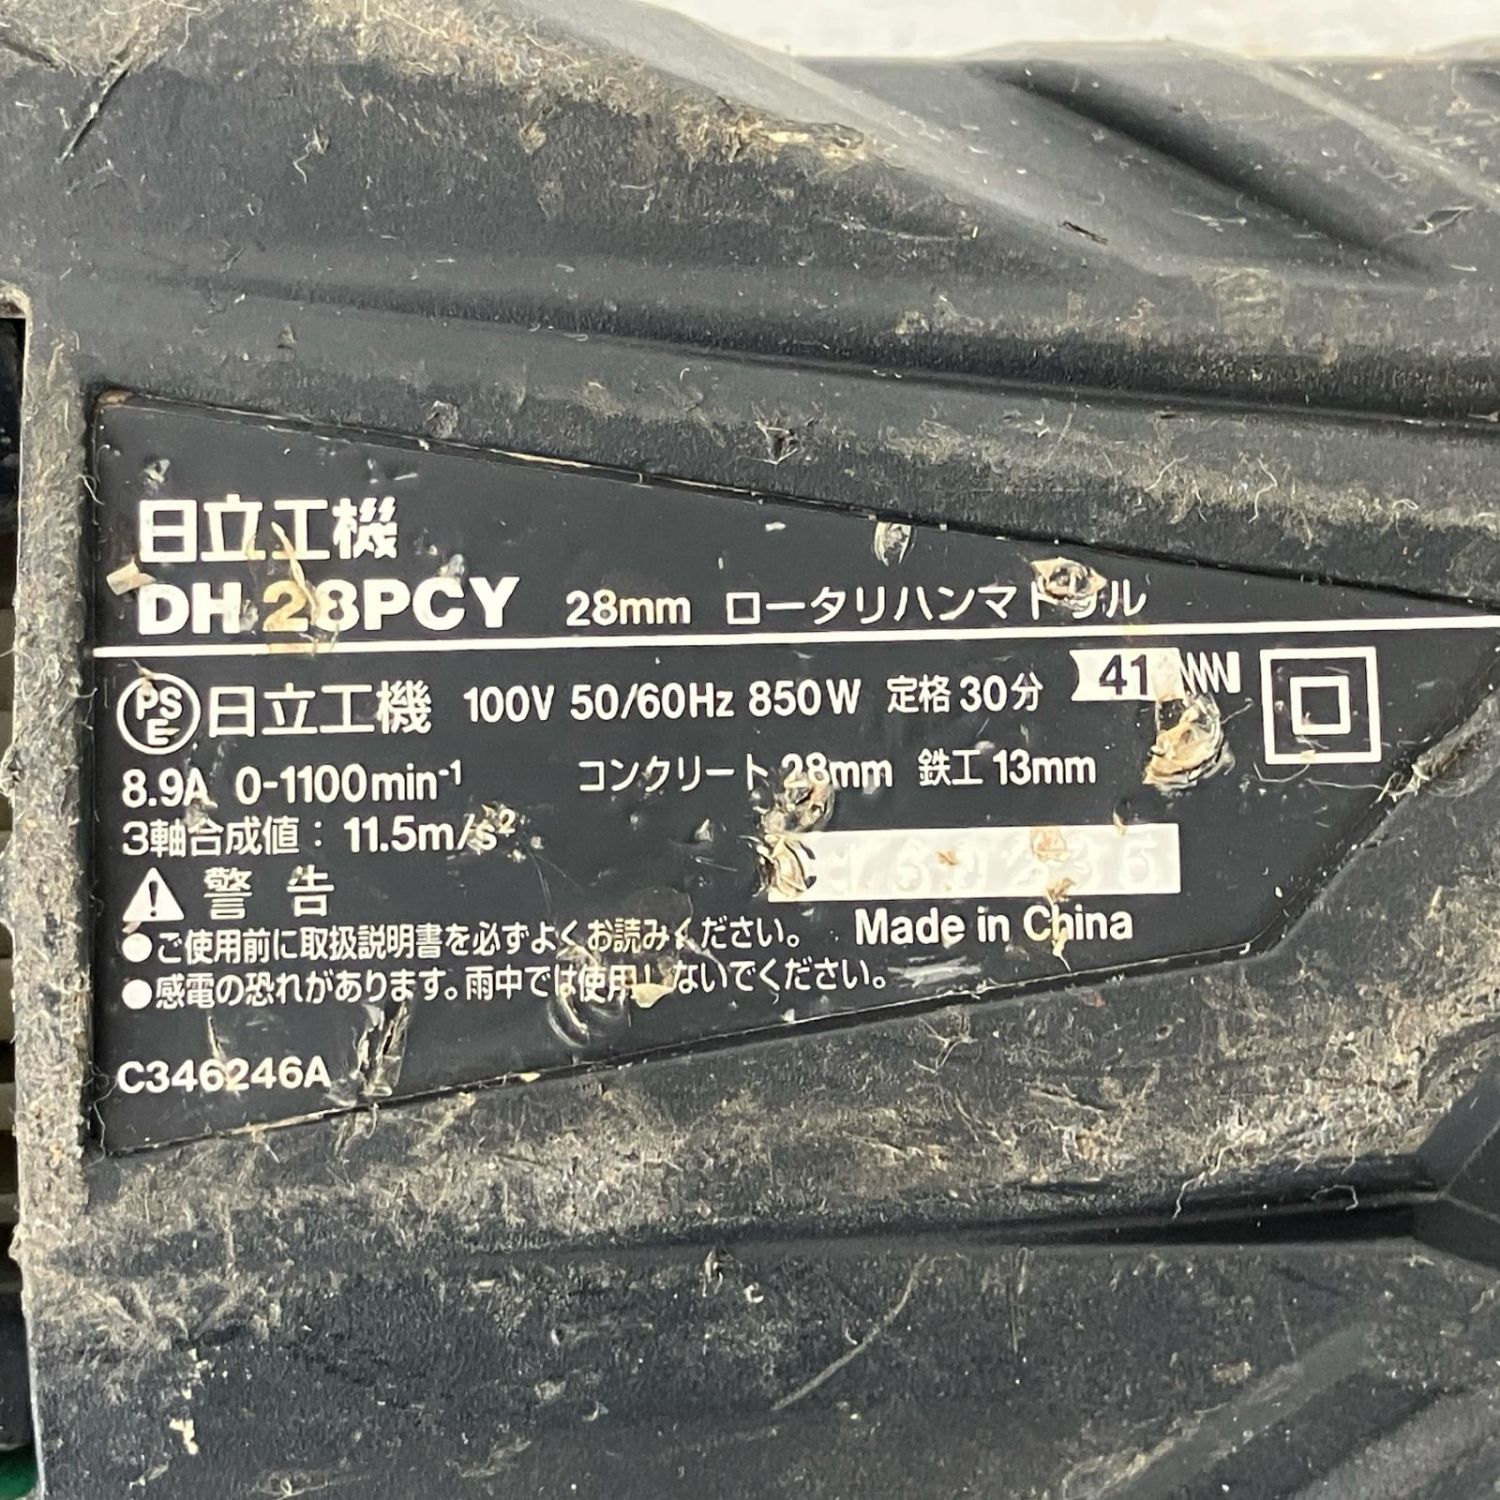 日立工機
DH 28PCY 28mm ロータリハンマドリル
PSE 日立工機 100V 50/60Hz 850W 定格30分 41
8.9A 0-1100min⁻¹ コンクリート 28mm 鉄工 13mm
3軸合成値：11.5m/s²
警告
●ご使用前に取扱説明書を必ずよくお読みください。
Made in China
●感電の恐れがあります。雨中では使用しないでください。
C346246A